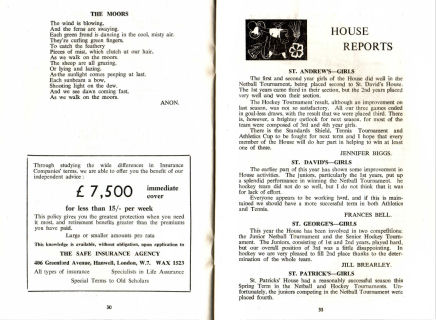 THE MOORS
The wind is blowing,
And the ferns are swaying.
Each green frond is dancing in the cool, misty air.
They're curling green fingers,
To catch the feathery
Pieces of mist, which clutch at our hair.
As we walk on the moors.
The sheep are all grazing,
Or lying and lazing,
As the sunlight comes peeping at last.
Each sunbeam a bow,
Shooting light on the dew,
And we saw dawn coming fast,
As we walk on the moors.
ANON.
Through studying the wide differences in Insurance
Companies' terms, we are able to offer you the benefit of our
independent advice:
£ 7,500 immediate
cover
for less than 15/- per week
This policy gives you the greatest protection when you need
it most, and retirement benefits greater than the premiums
you have paid.
Large or smaller amounts pro rata
This knowledge is available, without obligation, upon application to
THE SAFE INSURANCE AGENCY
406 Greenford Avenue, Hanwell, London, W.7. WAX 1523
All types of insurance Specialists in Life Assurance
Special Terms to Old Scholars
30
HOUSE
REPORTS
ST. ANDREW'S—GIRLS
The first and second year girls of the House did well in the
Netball Tournament, being placed second to St. David's House.
The 1st years came third in their section, but the 2nd years placed
very well and won their section.
The Hockey Tournament result, although an improvement on
last season, was not so satisfactory. All our three games ended
in goal-less draws, with the result that we were placed third. There
is, however, a brighter outlook for next season, for most of the
team were composed of 3rd and 4th year girls.
There is the Standards Shield, Tennis Tournament and
Athletics Cup to be fought for next term and I hope that every
member of the House will do her part in helping to win at least
one of them.
JENNIFER BIGGS.
ST. DAVID'S—GIRLS
The earlier part of this year has shown some improvement in
House activities. The juniors, particularly the 1st years, put up
a splendid performance in winning the Netball Tournament.
hockey team did not do so well, but I do not think that it was
for lack of effort.
Everyone appears to be working hard, and if this is main-
tained we should have a more successful term in both Athletics
and Tennis.
FRANCES BELL.
ST. GEORGE'S—GIRLS
This year the House has been involved in two competitions,
the Junior Netball Tournament and the Senior Hockey Tourn-
ament. The Juniors, consisting of 1st and 2nd years, played hard,
but our overall position of 3rd was a little disappointing. In
hockey we are very pleased to fill 2nd place thanks to the deter-
mination of the whole team.
JILL BREARLEY.
ST. PATRICK'S—GIRLS
St. Patricks' House had a reasonably successful this
Spring Term in the Netball and Hockey Tournaments. Un-
fortunately, the juniors competing in the Netball Tournament were
placed fourth.